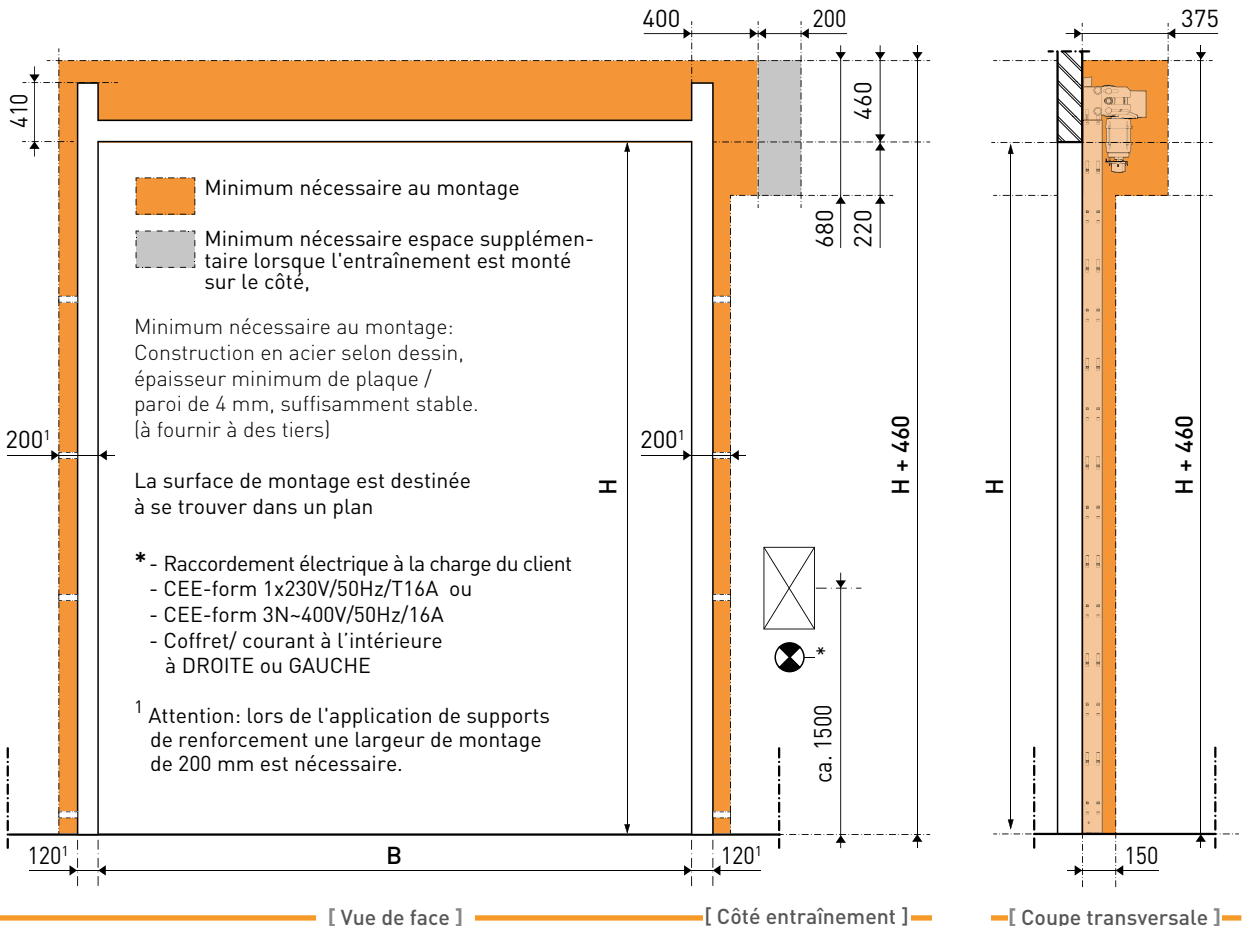 400
200
375
410
460
Minimum nécessaire au montage
Minimum nécessaire espace supplémen-
taire lorsque l'entraînement est monté
sur le côté,
680
220
Minimum nécessaire au montage:
Construction en acier selon dessin,
épaisseur minimum de plaque /
paroi de 4 mm, suffisamment stable.
(à fournir à des tiers)
200¹
200¹
La surface de montage est destinée
à se trouver dans un plan
H
H + 460
H
H + 460
* - Raccordement électrique à la charge du client
- CEE-form 1x230V/50Hz/T16A ou
- CEE-form 3N~400V/50Hz/16A
- Coffret/ courant à l'intérieure
à DROITE ou GAUCHE
*
¹ Attention: lors de l'application de supports
de renforcement une largeur de montage
de 200 mm est nécessaire.
ca. 1500
120¹
B
120¹
150
[ Vue de face ]
[ Côté entraînement ]
[ Coupe transversale ]